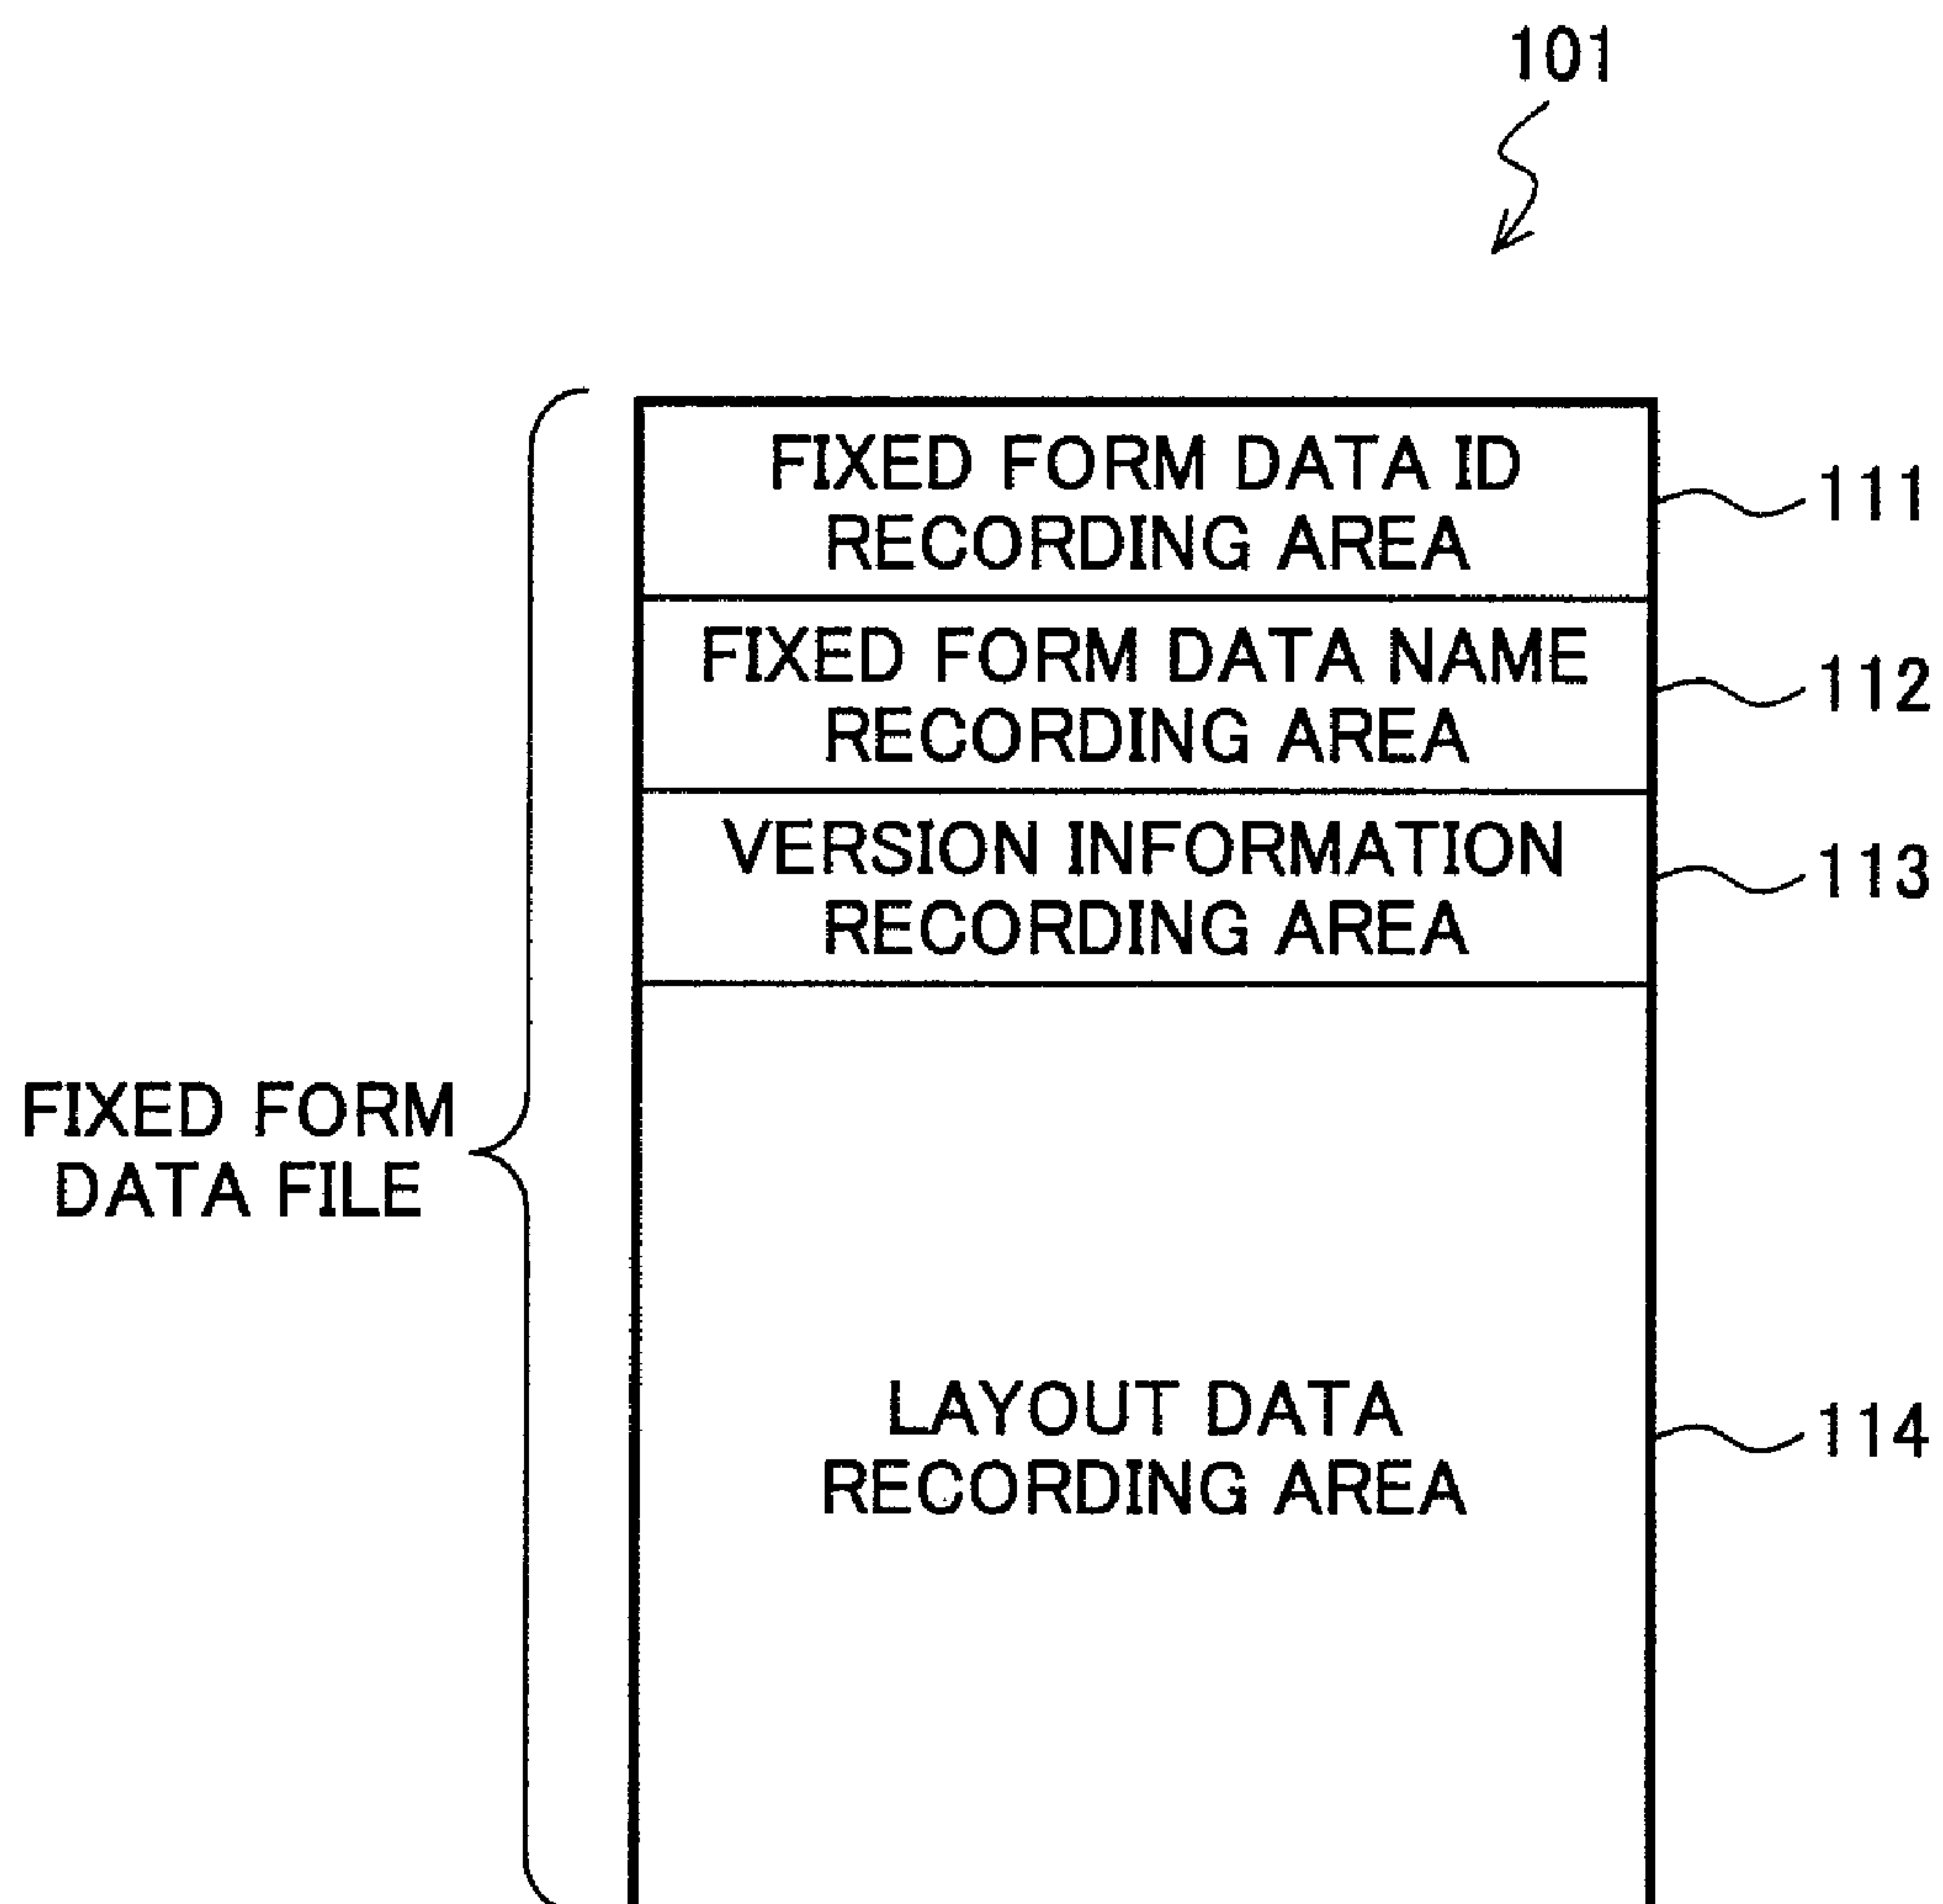 101
FIXED FORM DATA ID
RECORDING AREA
111
FIXED FORM DATA NAME
RECORDING AREA
112
VERSION INFORMATION
RECORDING AREA
113
FIXED FORM
DATA FILE
LAYOUT DATA
RECORDING AREA
114